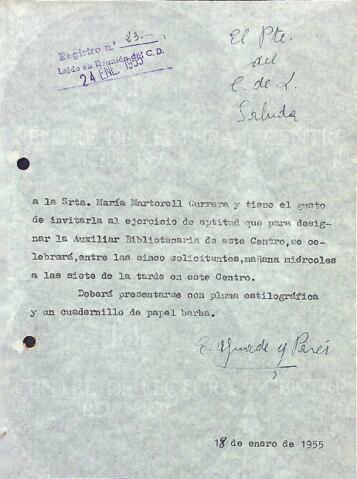 Registro n.º 23.-
Leído en Reunión del C. D.
24 ENE. 1955
El Pte.
del
C. de L.
Saluda
a la Srta. María Martorell Gurrera y tiene el gusto
de invitarla al ejercicio de aptitud que para desig-
nar la Auxiliar Bibliotecaria de este Centro,se ce-
lebrará,entre las cinco solicitantes,mañana miércoles
a las siete de la tarde en este Centro.
Deberá presentarse con pluma estilográfica
y un cuadernillo de papel barba.
y Parés
18 de enero de 1955